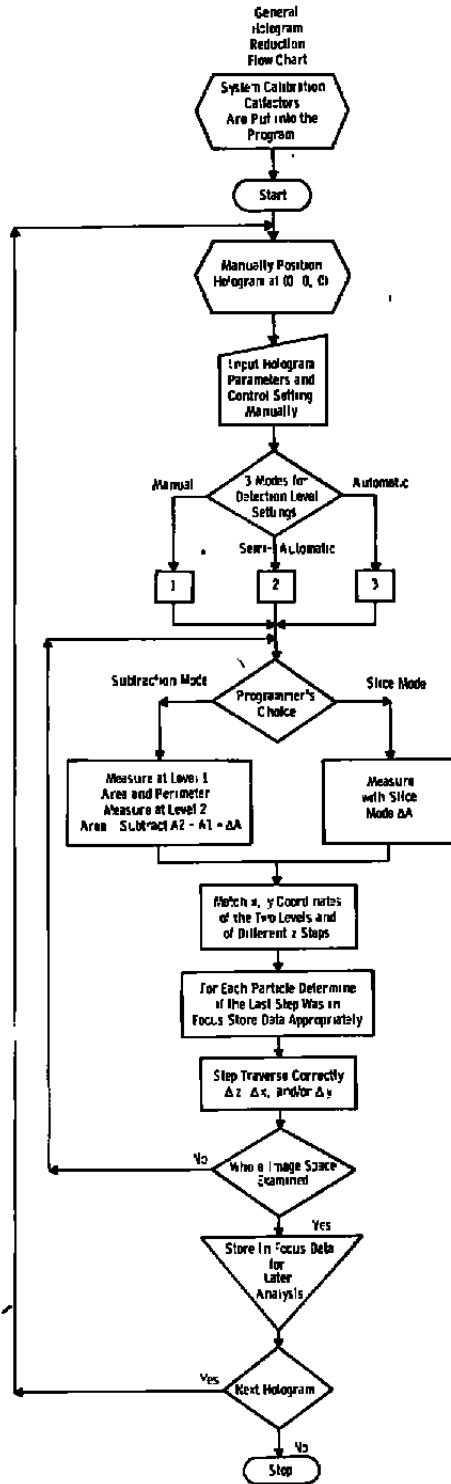 General
Hologram
Reduction
Flow Chart
System Calibration
Calfactors
Are Put into the
Program
Start
Manually Position
Hologram at (0 0, 0)
Input Hologram
Parameters and
Control Setting
Manually
3 Modes for
Detection Level
Settings
Manual
Automatic
Semi-Automatic
1
2
3
Programmer's
Choice
Subtraction Mode
Slice Mode
Measure at Level 1
Area and Perimeter
Measure at Level 2
Area Subtract A2 - A1 = ΔA
Measure
with Slice
Mode ΔA
Match x, y Coordinates
of the Two Levels and
of Different z Steps
For Each Particle Determine
if the Last Step Was in
Focus Store Data Appropriately
Step Traverse Correctly
Δz Δx, and/or Δy
No
Whole Image Space
Examined
Yes
Store In Focus Data
for
Later
Analysis
Yes
Next Hologram
No
Stop